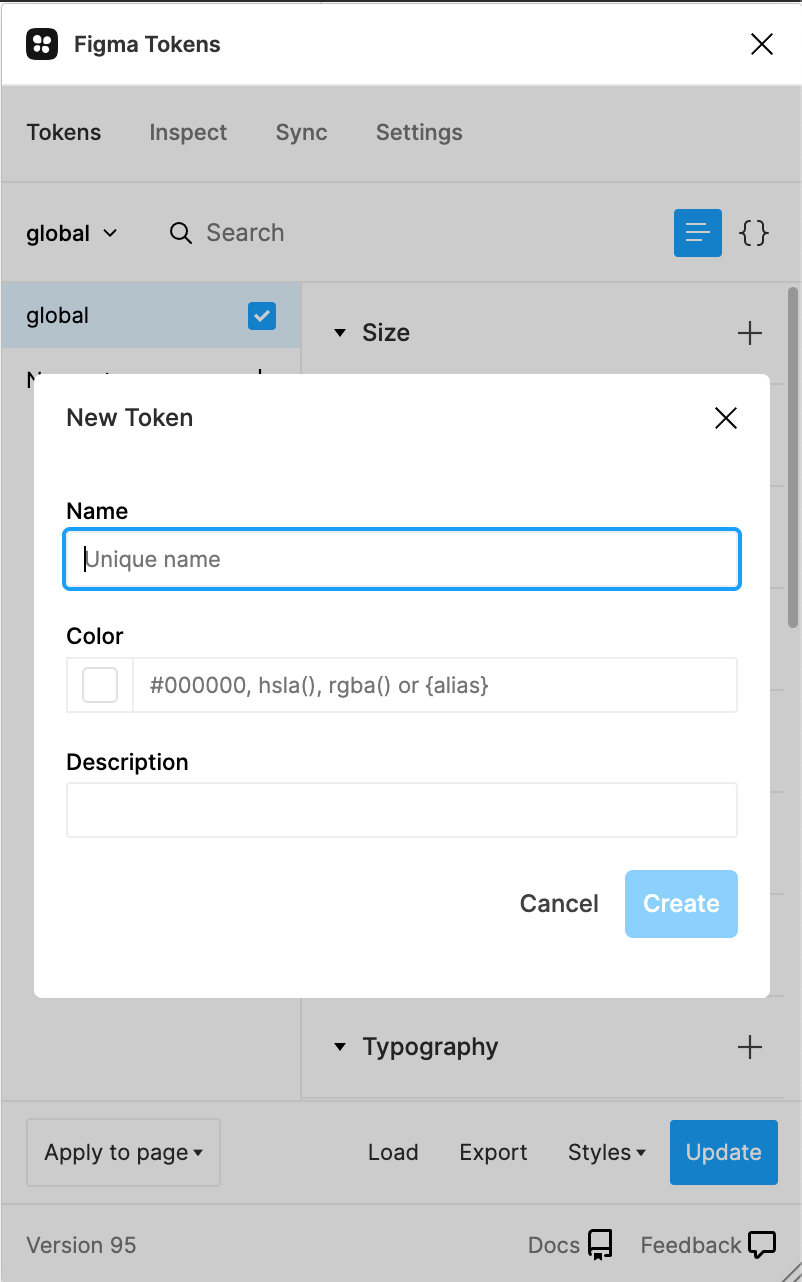 Figma Tokens
Tokens Inspect Sync Settings
global Search {}
global
Size
New Token
Name
Unique name
Color
#000000, hsla(), rgba() or {alias}
Description
Cancel Create
Typography
Apply to page Load Export Styles Update
Version 95 Docs Feedback